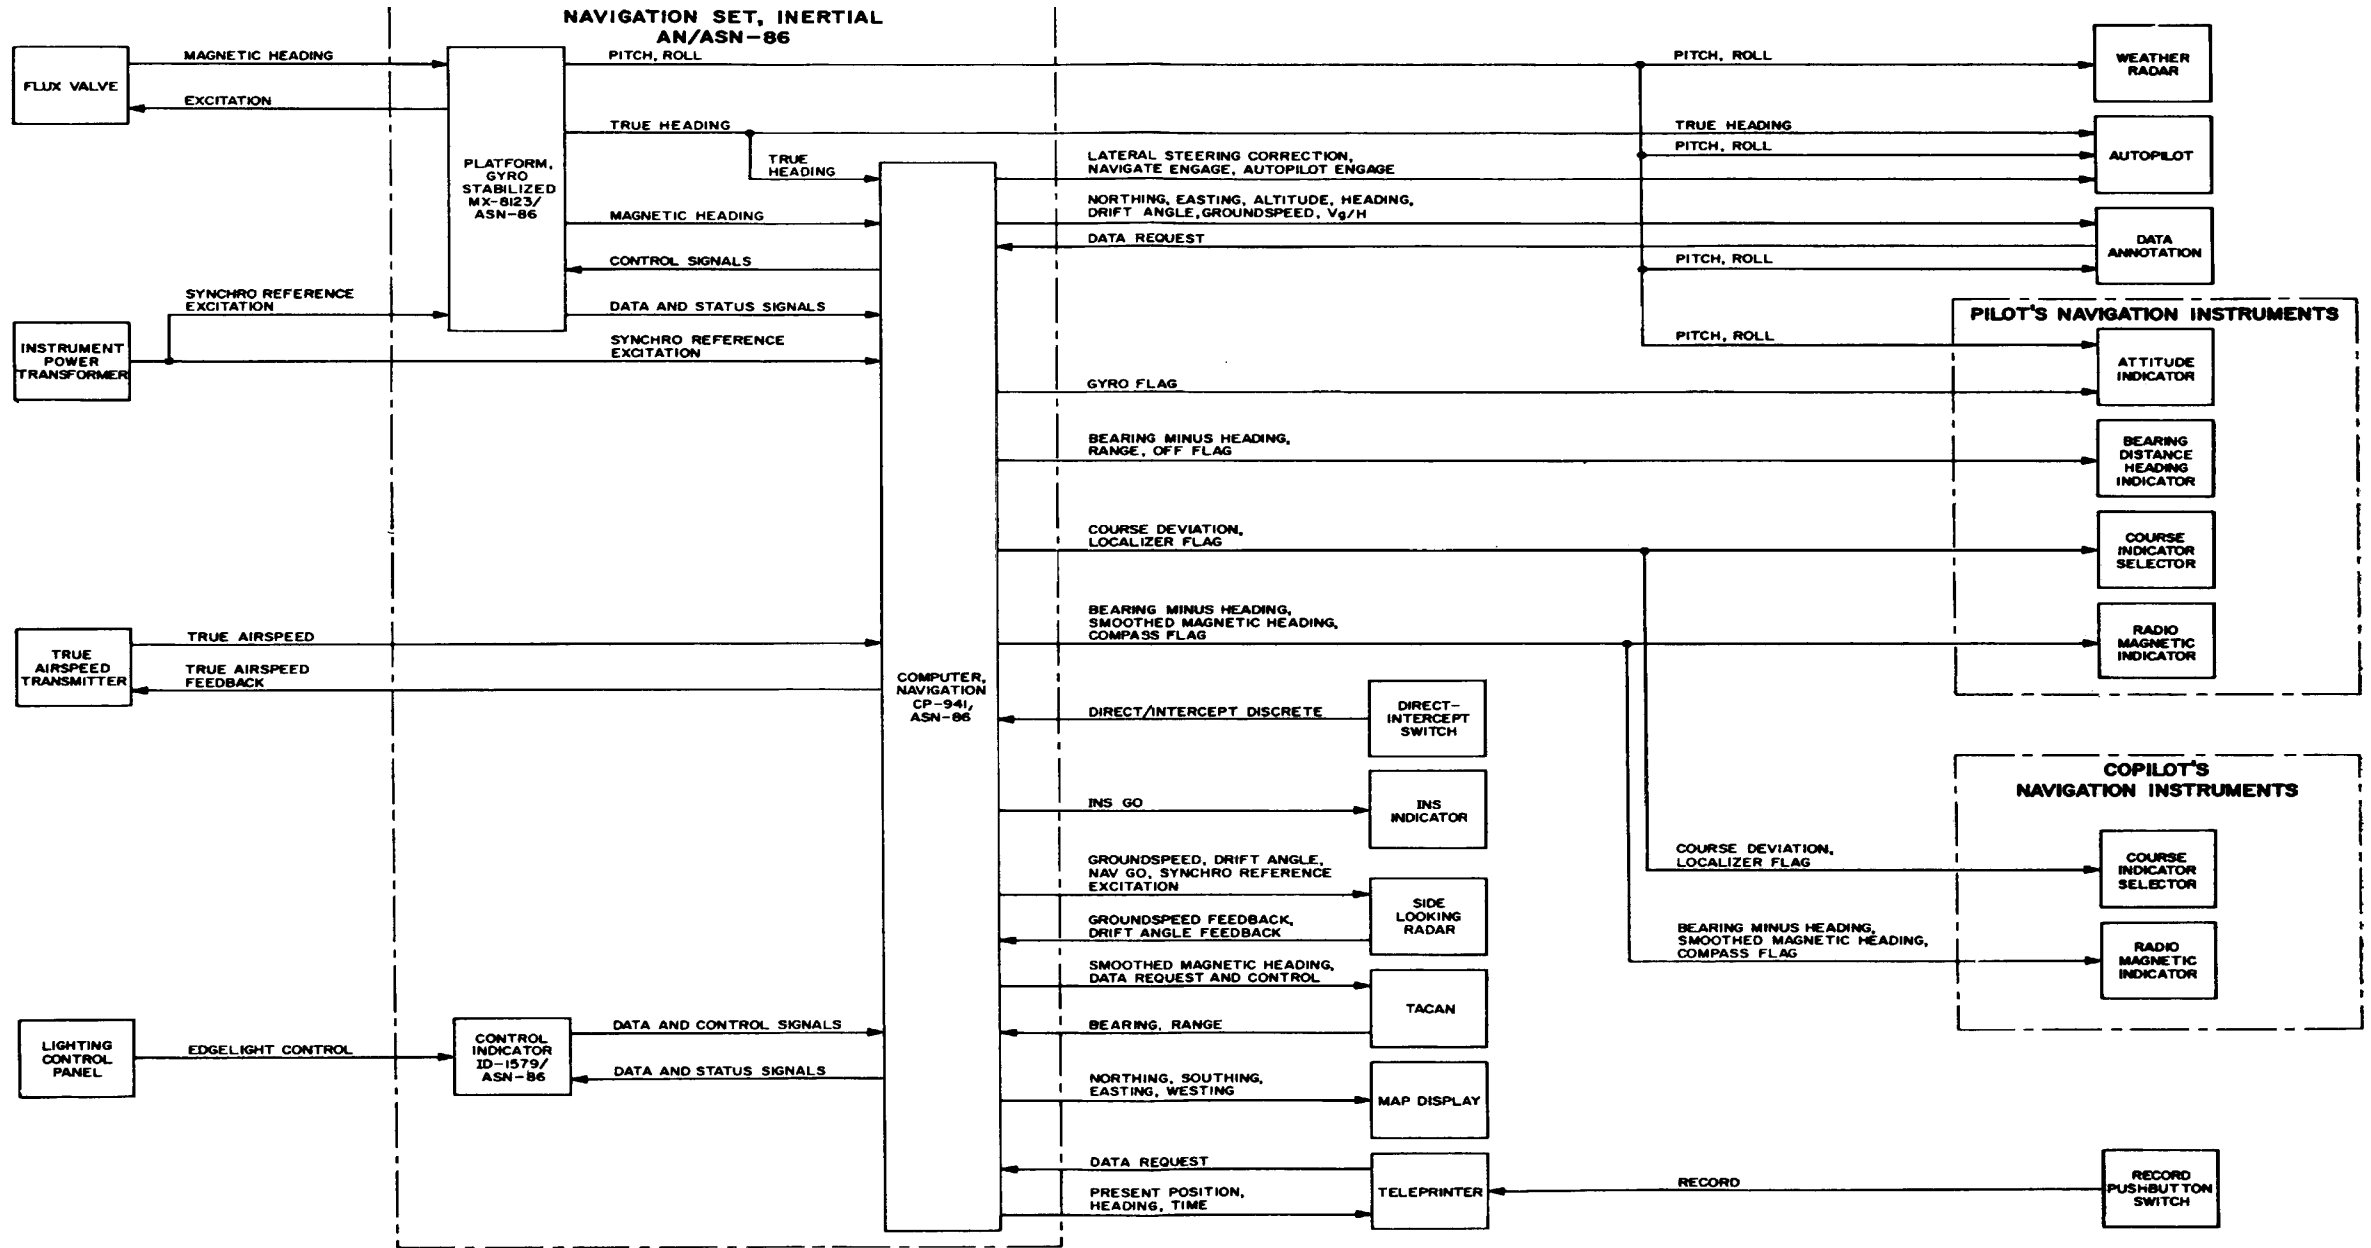 NAVIGATION SET, INERTIAL
AN/ASN-86
FLUX VALVE
MAGNETIC HEADING
EXCITATION
PLATFORM,
GYRO
STABILIZED
MX-8123/
ASN-86
PITCH, ROLL
PITCH, ROLL
WEATHER
RADAR
TRUE HEADING
TRUE
HEADING
TRUE HEADING
PITCH, ROLL
AUTOPILOT
LATERAL STEERING CORRECTION,
NAVIGATE ENGAGE, AUTOPILOT ENGAGE
MAGNETIC HEADING
NORTHING, EASTING, ALTITUDE, HEADING,
DRIFT ANGLE, GROUNDSPEED, Vg/H
DATA REQUEST
PITCH, ROLL
DATA
ANNOTATION
CONTROL SIGNALS
DATA AND STATUS SIGNALS
SYNCHRO REFERENCE
EXCITATION
INSTRUMENT
POWER
TRANSFORMER
SYNCHRO REFERENCE
EXCITATION
PILOT'S NAVIGATION INSTRUMENTS
PITCH, ROLL
GYRO FLAG
ATTITUDE
INDICATOR
BEARING MINUS HEADING,
RANGE, OFF FLAG
BEARING
DISTANCE
HEADING
INDICATOR
COURSE DEVIATION,
LOCALIZER FLAG
COURSE
INDICATOR
SELECTOR
BEARING MINUS HEADING,
SMOOTHED MAGNETIC HEADING,
COMPASS FLAG
RADIO
MAGNETIC
INDICATOR
TRUE
AIRSPEED
TRANSMITTER
TRUE AIRSPEED
TRUE AIRSPEED
FEEDBACK
COMPUTER,
NAVIGATION
CP-941/
ASN-86
DIRECT/INTERCEPT DISCRETE
DIRECT-
INTERCEPT
SWITCH
INS GO
INS
INDICATOR
COPILOT'S
NAVIGATION INSTRUMENTS
GROUNDSPEED, DRIFT ANGLE,
NAV GO, SYNCHRO REFERENCE
EXCITATION
GROUNDSPEED FEEDBACK,
DRIFT ANGLE FEEDBACK
SIDE
LOOKING
RADAR
COURSE DEVIATION,
LOCALIZER FLAG
COURSE
INDICATOR
SELECTOR
BEARING MINUS HEADING,
SMOOTHED MAGNETIC HEADING,
COMPASS FLAG
RADIO
MAGNETIC
INDICATOR
SMOOTHED MAGNETIC HEADING,
DATA REQUEST AND CONTROL
BEARING, RANGE
TACAN
LIGHTING
CONTROL
PANEL
EDGELIGHT CONTROL
CONTROL
INDICATOR
ID-1579/
ASN-86
DATA AND CONTROL SIGNALS
DATA AND STATUS SIGNALS
NORTHING, SOUTHING,
EASTING, WESTING
MAP DISPLAY
DATA REQUEST
PRESENT POSITION,
HEADING, TIME
TELEPRINTER
RECORD
RECORD
PUSHBUTTON
SWITCH